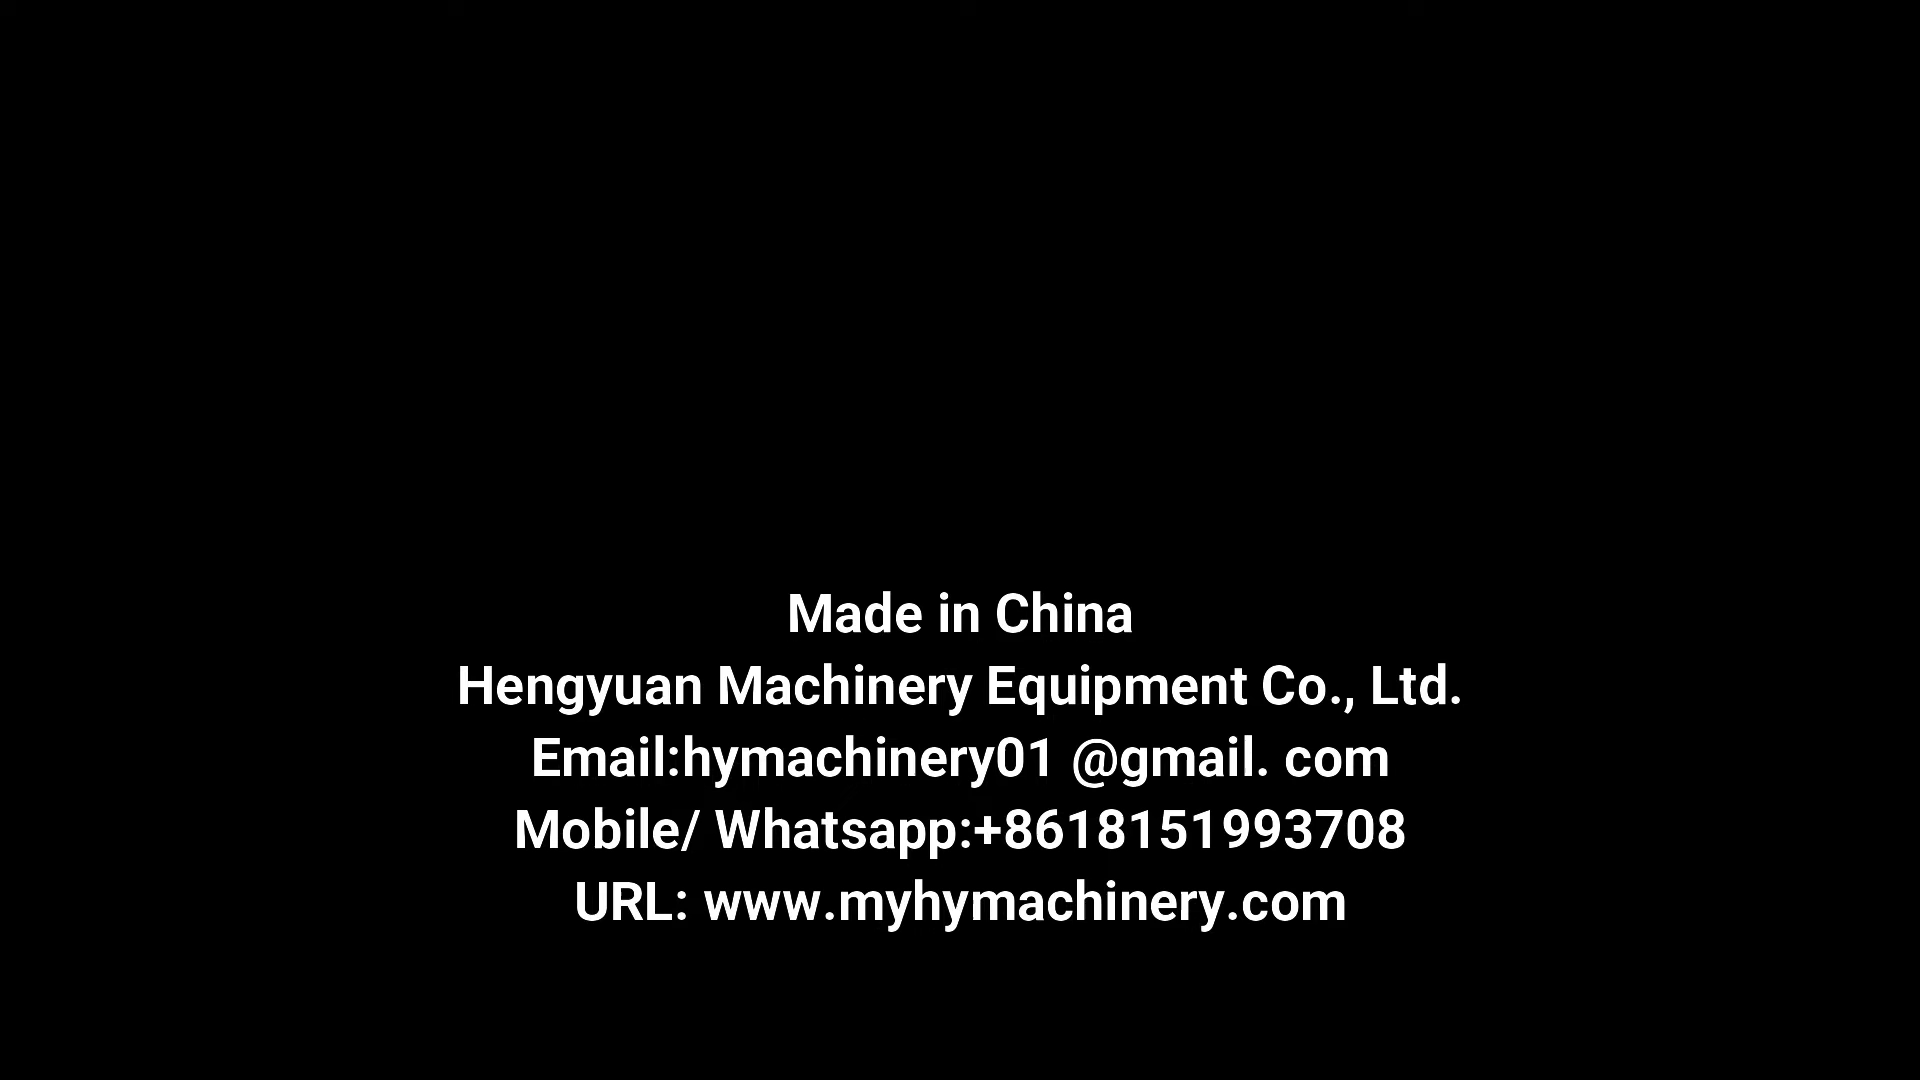 Made in China
Hengyuan Machinery Equipment Co., Ltd.
Email:hymachinery01 @gmail. com
Mobile/ Whatsapp:+8618151993708
URL: www.myhymachinery.com